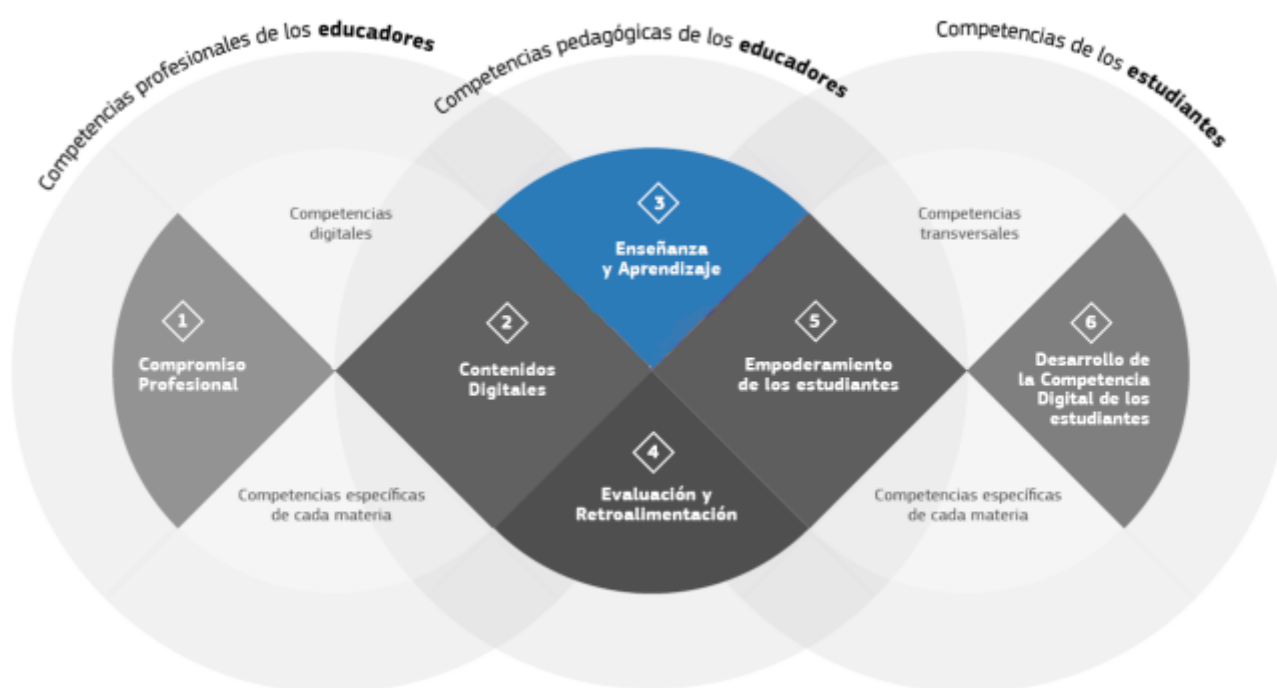 Competencias profesionales de los educadores
Competencias pedagógicas de los educadores
Competencias de los estudiantes
Competencias
digitales
3
Enseñanza
y Aprendizaje
Competencias
transversales
1
Compromiso
Profesional
2
Contenidos
Digitales
5
Empoderamiento
de los estudiantes
6
Desarrollo de
la Competencia
Digital de los
estudiantes
Competencias específicas
de cada materia
4
Evaluación y
Retroalimentación
Competencias específicas
de cada materia